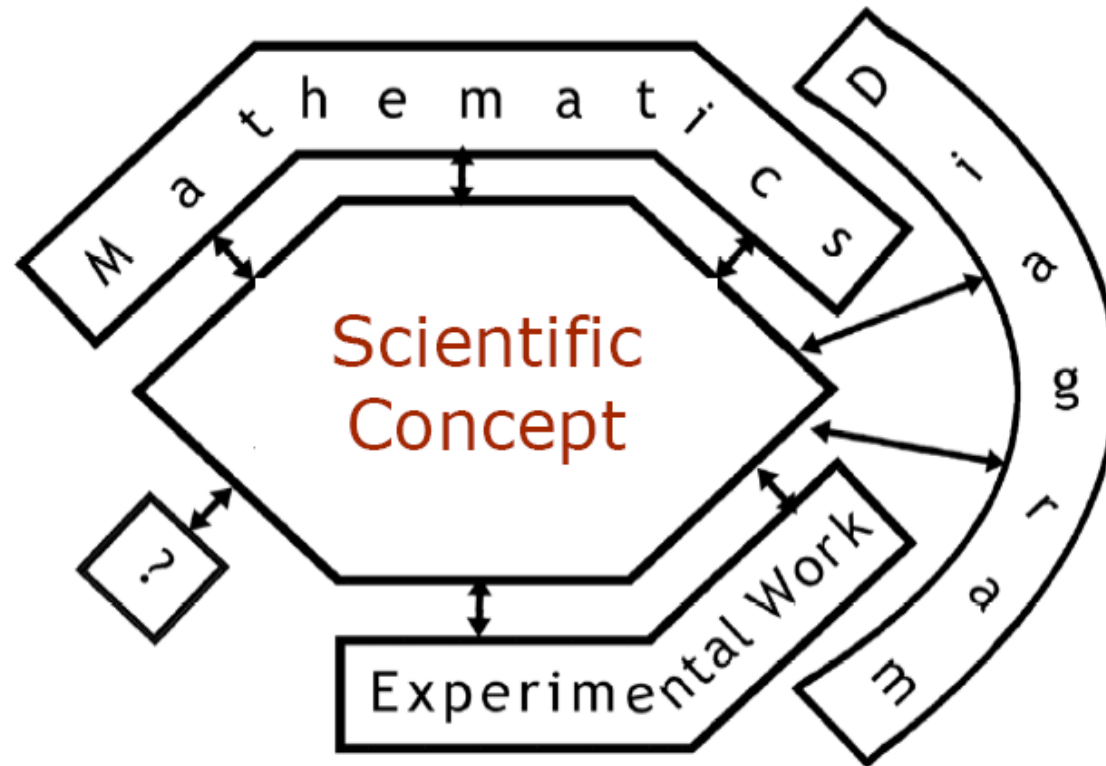 Mathematics
Diagram
Scientific
Concept
?
Experimental Work